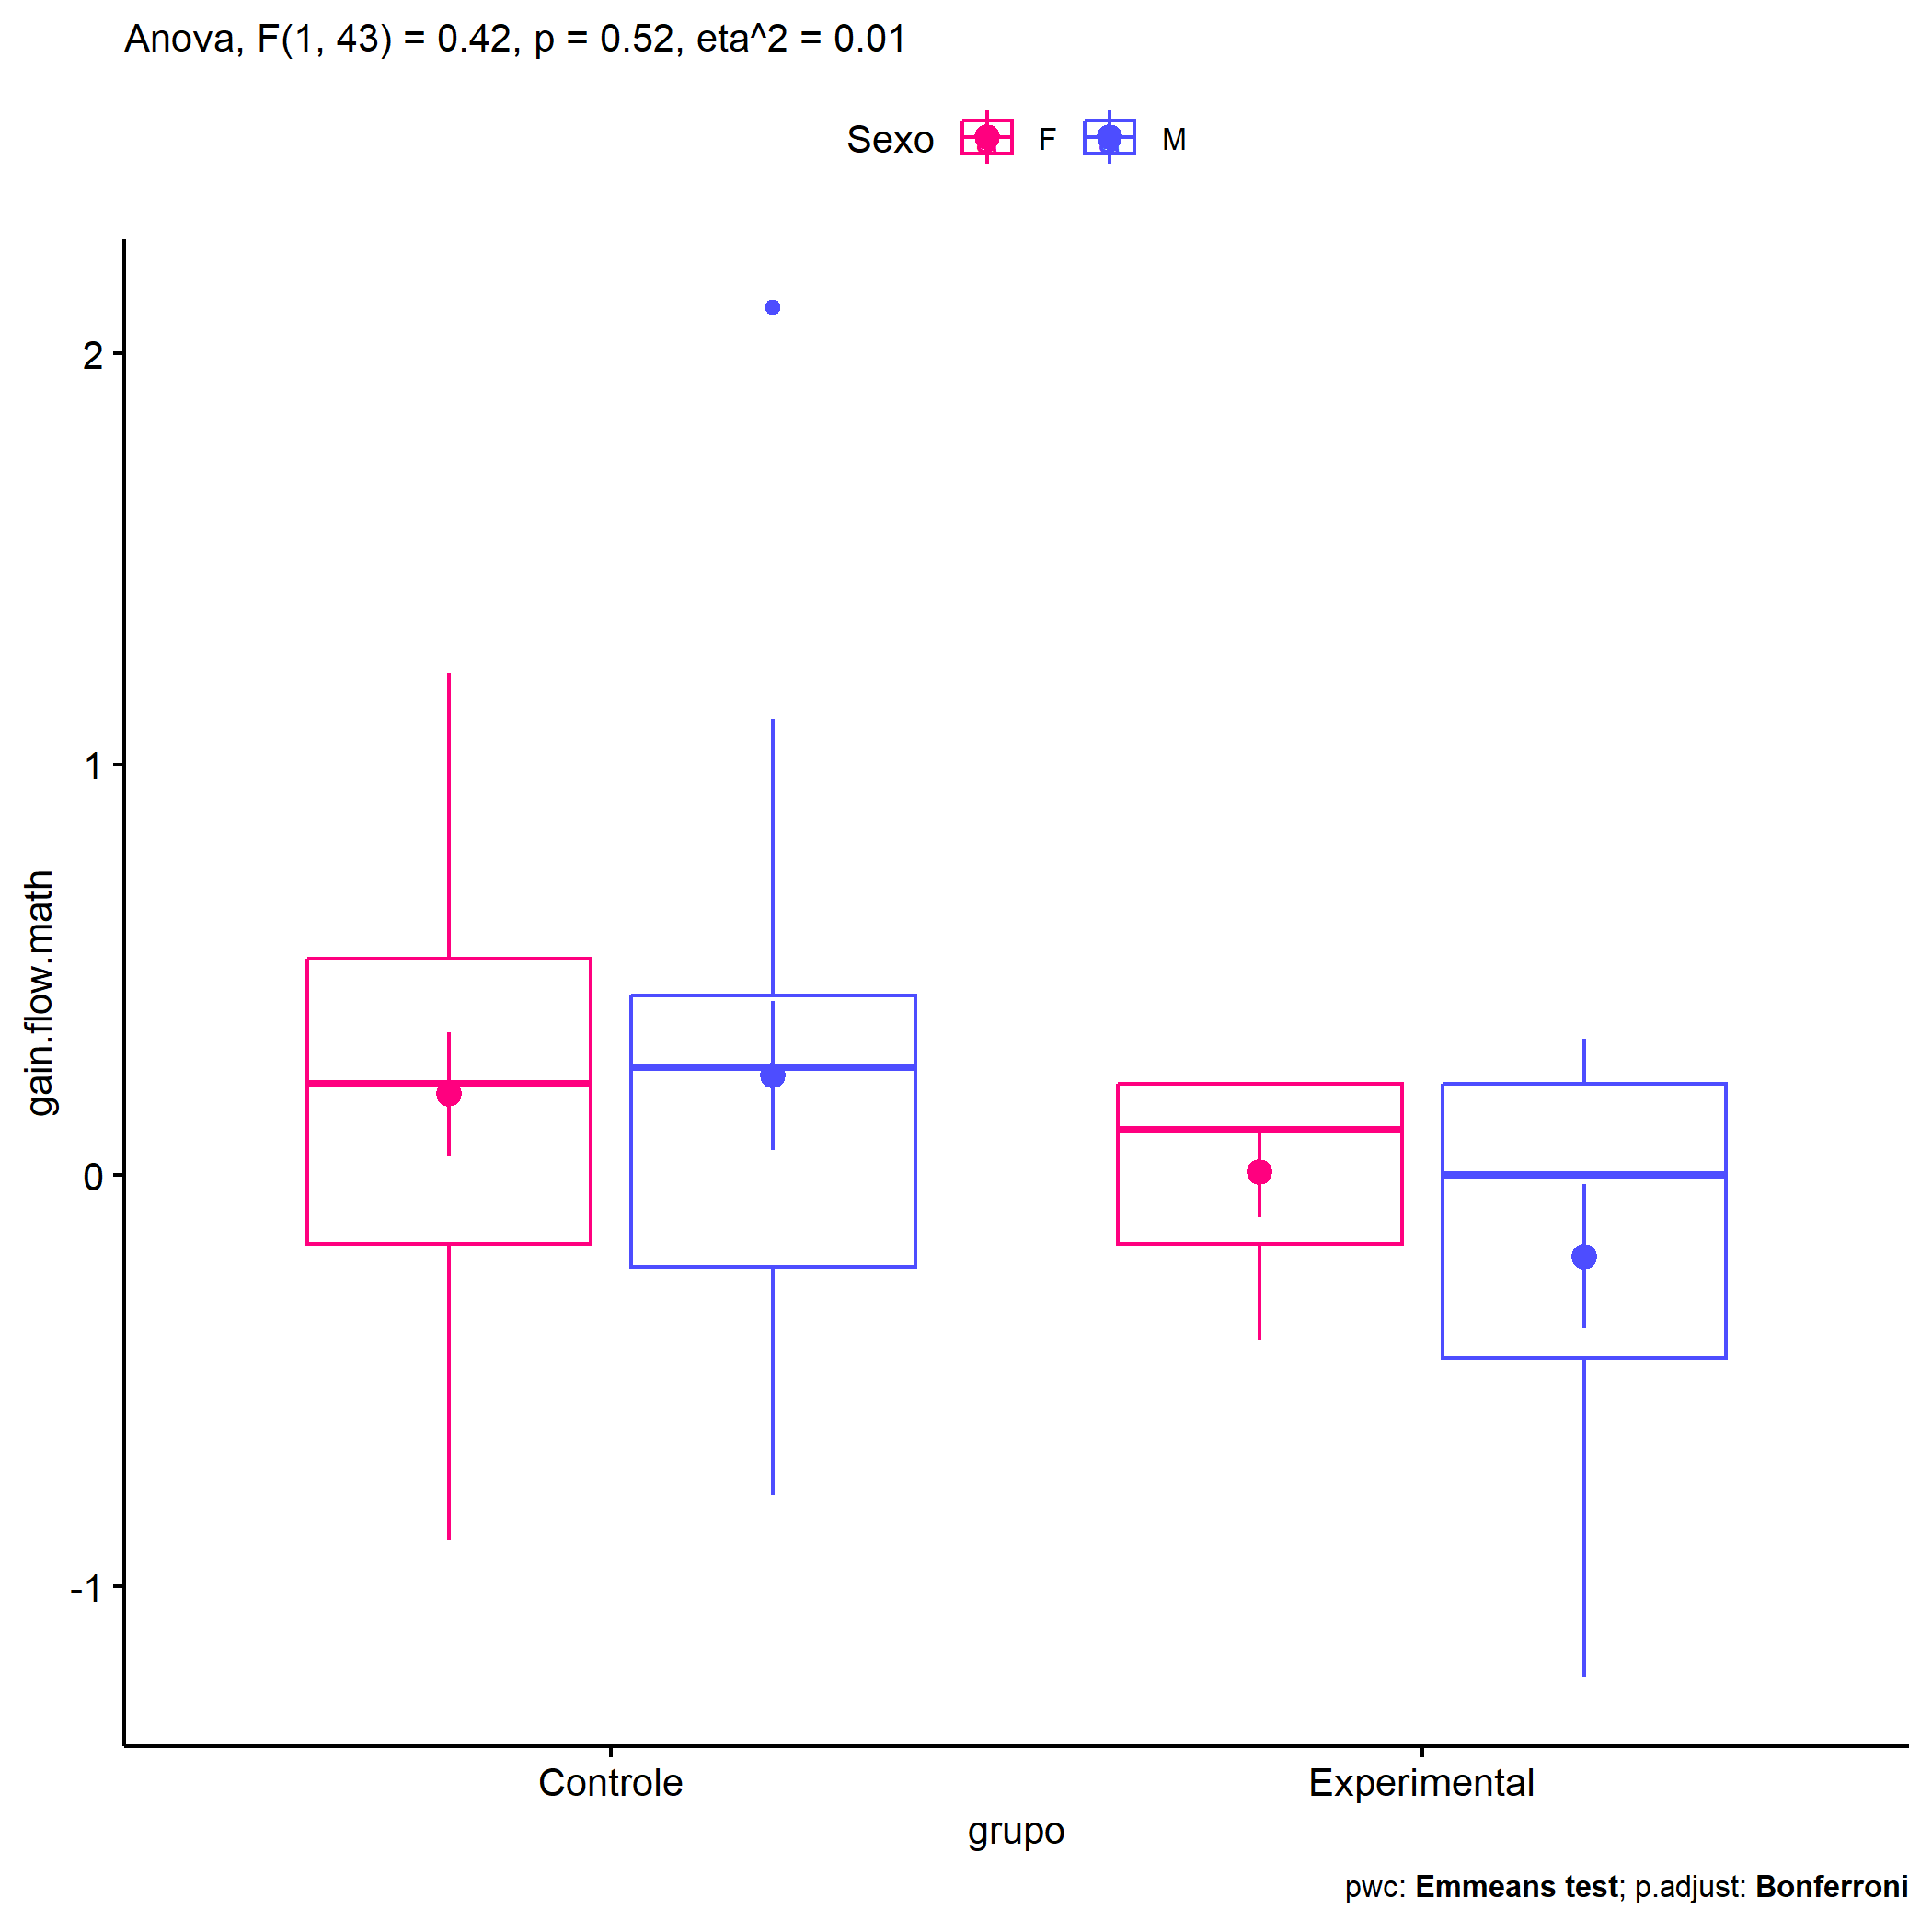 Anova, F(1, 43) = 0.42, p = 0.52, eta^2 = 0.01
Sexo F M
gain.flow.math
2
1
0
-1
Controle Experimental
grupo
pwc: Emmeans test; p.adjust: Bonferroni